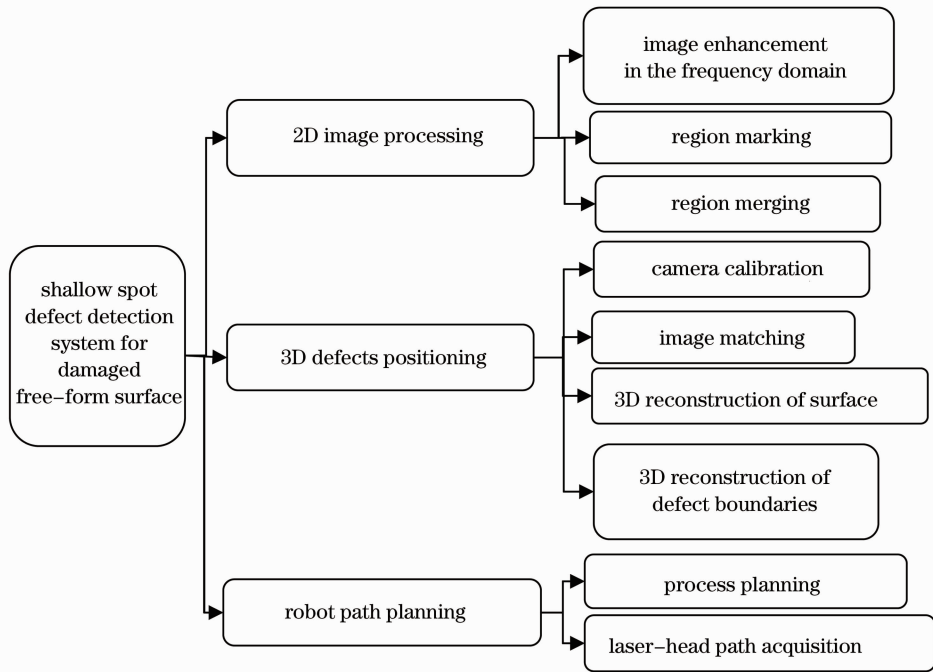 shallow spot
defect detection
system for
damaged
free-form surface
2D image processing
image enhancement
in the frequency domain
region marking
region merging
3D defects positioning
camera calibration
image matching
3D reconstruction of surface
3D reconstruction of
defect boundaries
robot path planning
process planning
laser-head path acquisition